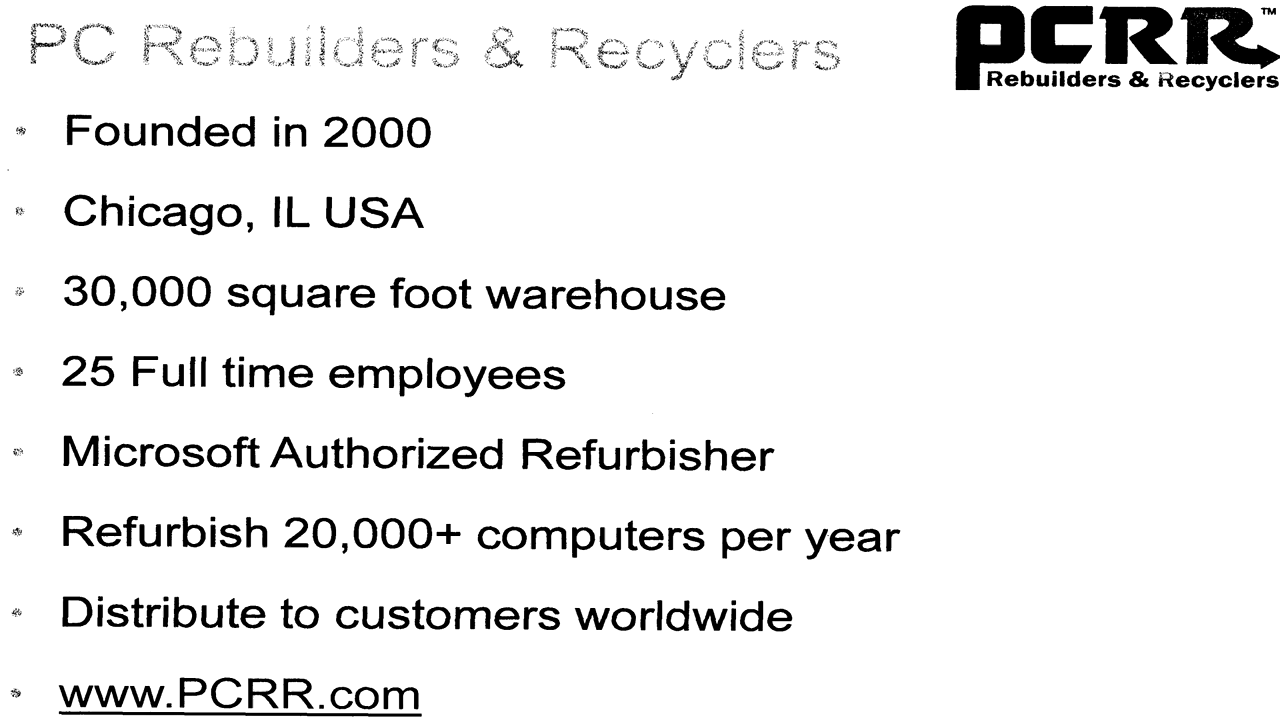 PC Rebuilders & Recyclers
PCRR™
Rebuilders & Recyclers
Founded in 2000
Chicago, IL USA
30,000 square foot warehouse
25 Full time employees
Microsoft Authorized Refurbisher
Refurbish 20,000+ computers per year
Distribute to customers worldwide
www.PCRR.com